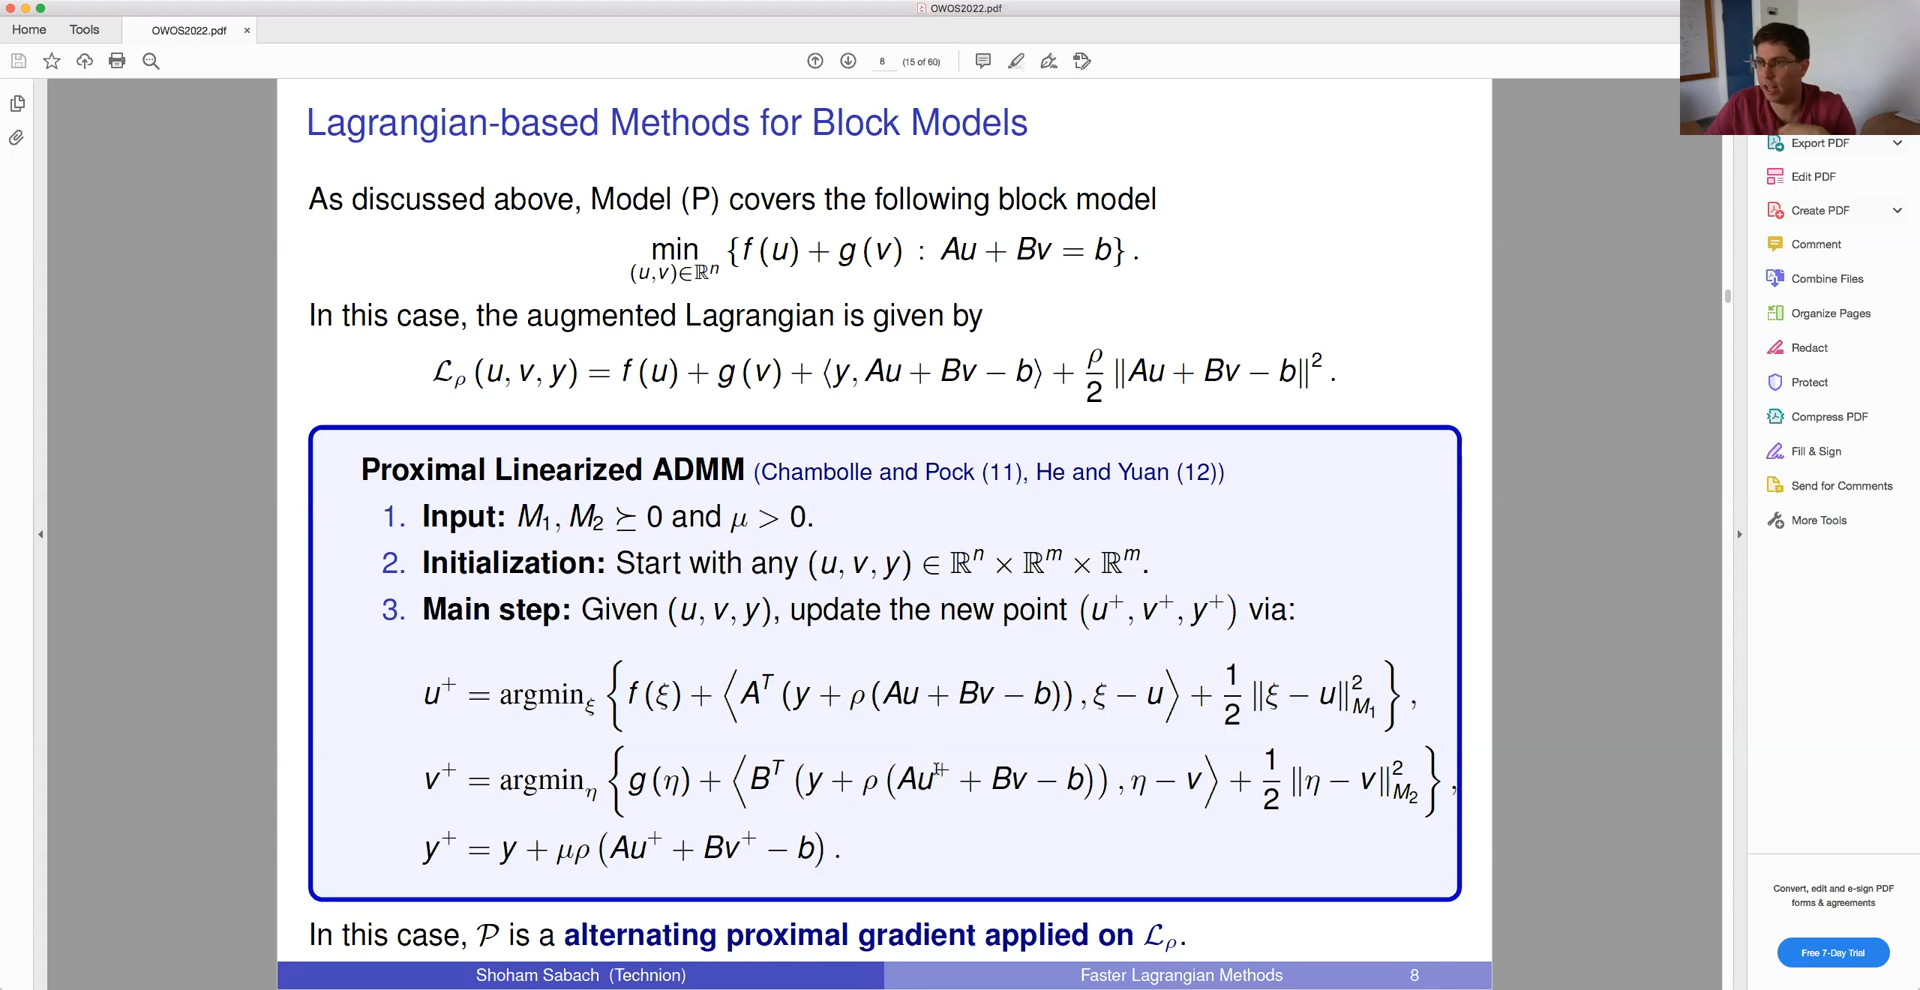 OWOS2022.pdf
Home Tools OWOS2022.pdf ×
8 (15 of 60)
Lagrangian-based Methods for Block Models
As discussed above, Model (P) covers the following block model
min_{(u,v)∈ℝⁿ} {f (u) + g (v) : Au + Bv = b} .
In this case, the augmented Lagrangian is given by
ℒ_ρ (u, v, y) = f (u) + g (v) + ⟨y, Au + Bv − b⟩ + ρ/2 ‖Au + Bv − b‖² .
Proximal Linearized ADMM (Chambolle and Pock (11), He and Yuan (12))
1. Input: M₁, M₂ ⪰ 0 and μ > 0.
2. Initialization: Start with any (u, v, y) ∈ ℝⁿ × ℝᵐ × ℝᵐ.
3. Main step: Given (u, v, y), update the new point (u⁺, v⁺, y⁺) via:
u⁺ = argmin_ξ {f (ξ) + ⟨Aᵀ (y + ρ (Au + Bv − b)) , ξ − u⟩ + 1/2 ‖ξ − u‖²_{M₁}} ,
v⁺ = argmin_η {g (η) + ⟨Bᵀ (y + ρ (Au⁺ + Bv − b)) , η − v⟩ + 1/2 ‖η − v‖²_{M₂}} ,
y⁺ = y + μρ (Au⁺ + Bv⁺ − b) .
In this case, 𝒫 is a alternating proximal gradient applied on ℒ_ρ.
Shoham Sabach (Technion) Faster Lagrangian Methods 8
Export PDF
Edit PDF
Create PDF
Comment
Combine Files
Organize Pages
Redact
Protect
Compress PDF
Fill & Sign
Send for Comments
More Tools
Convert, edit and e-sign PDF
forms & agreements
Free 7-Day Trial